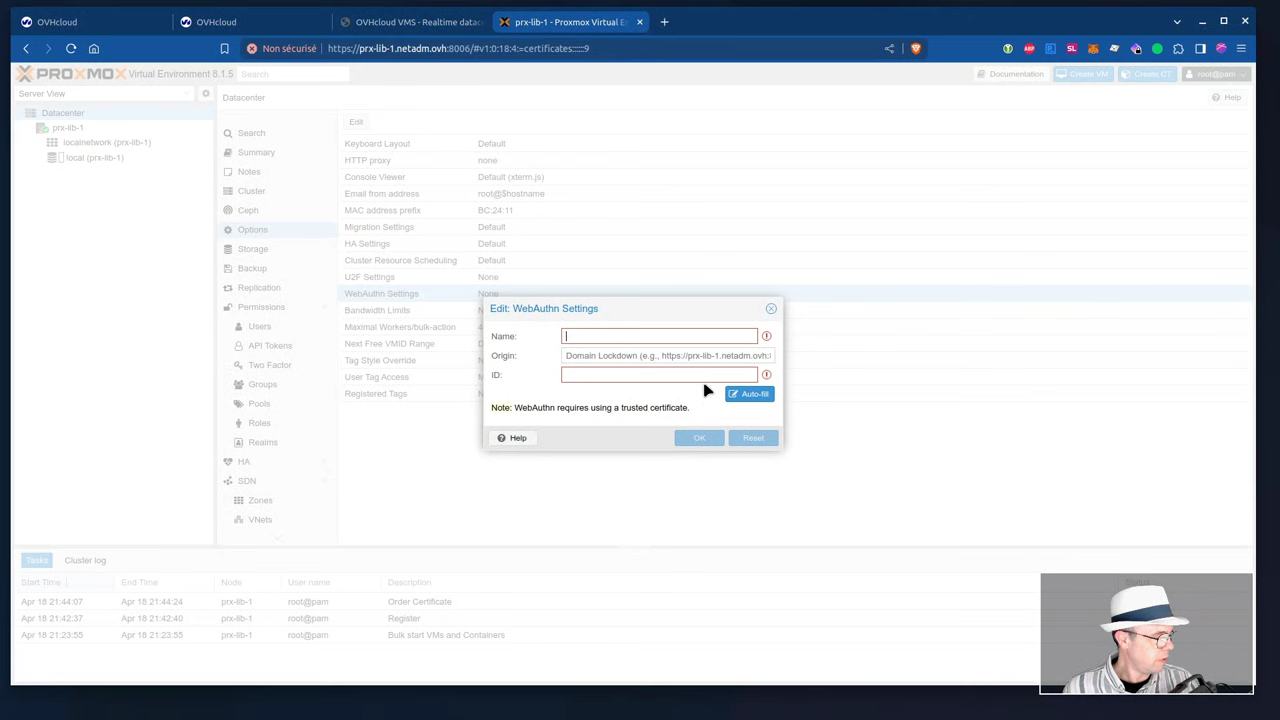 OVHcloud
OVHcloud
OVHcloud VMS - Realtime datac
prx-lib-1 - Proxmox Virtual En
Non sécurisé
https://prx-lib-1.netadm.ovh:8006/#v1:0:18:4:=certificates::::::9
PROXMOX Virtual Environment 8.1.5
Search
Documentation
Create VM
Create CT
root@pam
Server View
Datacenter
prx-lib-1
localnetwork (prx-lib-1)
local (prx-lib-1)
Datacenter
Help
Search
Summary
Notes
Cluster
Ceph
Options
Storage
Backup
Replication
Permissions
Users
API Tokens
Two Factor
Groups
Pools
Roles
Realms
HA
SDN
Zones
VNets
Edit
Keyboard Layout Default
HTTP proxy none
Console Viewer Default (xterm.js)
Email from address root@$hostname
MAC address prefix BC:24:11
Migration Settings Default
HA Settings Default
Cluster Resource Scheduling Default
U2F Settings None
WebAuthn Settings None
Bandwidth Limits
Maximal Workers/bulk-action 4
Next Free VMID Range
Tag Style Override
User Tag Access
Registered Tags
Edit: WebAuthn Settings
Name:
Origin: Domain Lockdown (e.g., https://prx-lib-1.netadm.ovh:
ID:
Auto-fill
Note: WebAuthn requires using a trusted certificate.
Help
OK
Reset
Tasks
Cluster log
Start Time End Time Node User name Description Status
Apr 18 21:44:07 Apr 18 21:44:24 prx-lib-1 root@pam Order Certificate
Apr 18 21:42:37 Apr 18 21:42:40 prx-lib-1 root@pam Register
Apr 18 21:23:55 Apr 18 21:23:55 prx-lib-1 root@pam Bulk start VMs and Containers